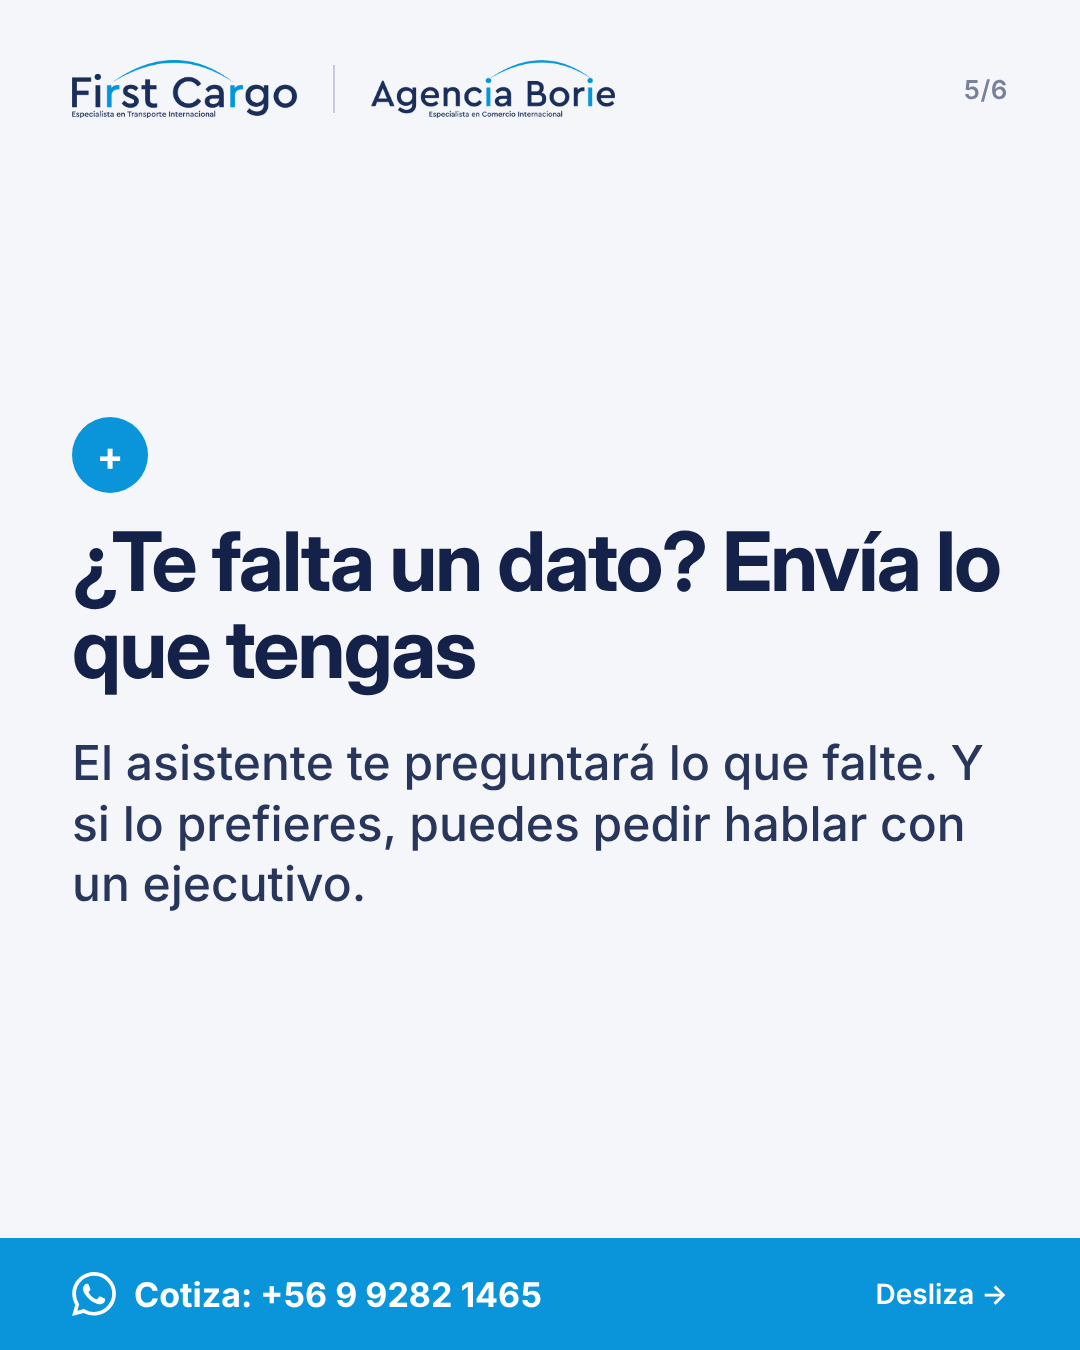 First Cargo
Especialista en Transporte Internacional
Agencia Borie
Especialista en Comercio Internacional
5/6
+
¿Te falta un dato? Envía lo
que tengas
El asistente te preguntará lo que falte. Y
si lo prefieres, puedes pedir hablar con
un ejecutivo.
Cotiza: +56 9 9282 1465
Desliza →